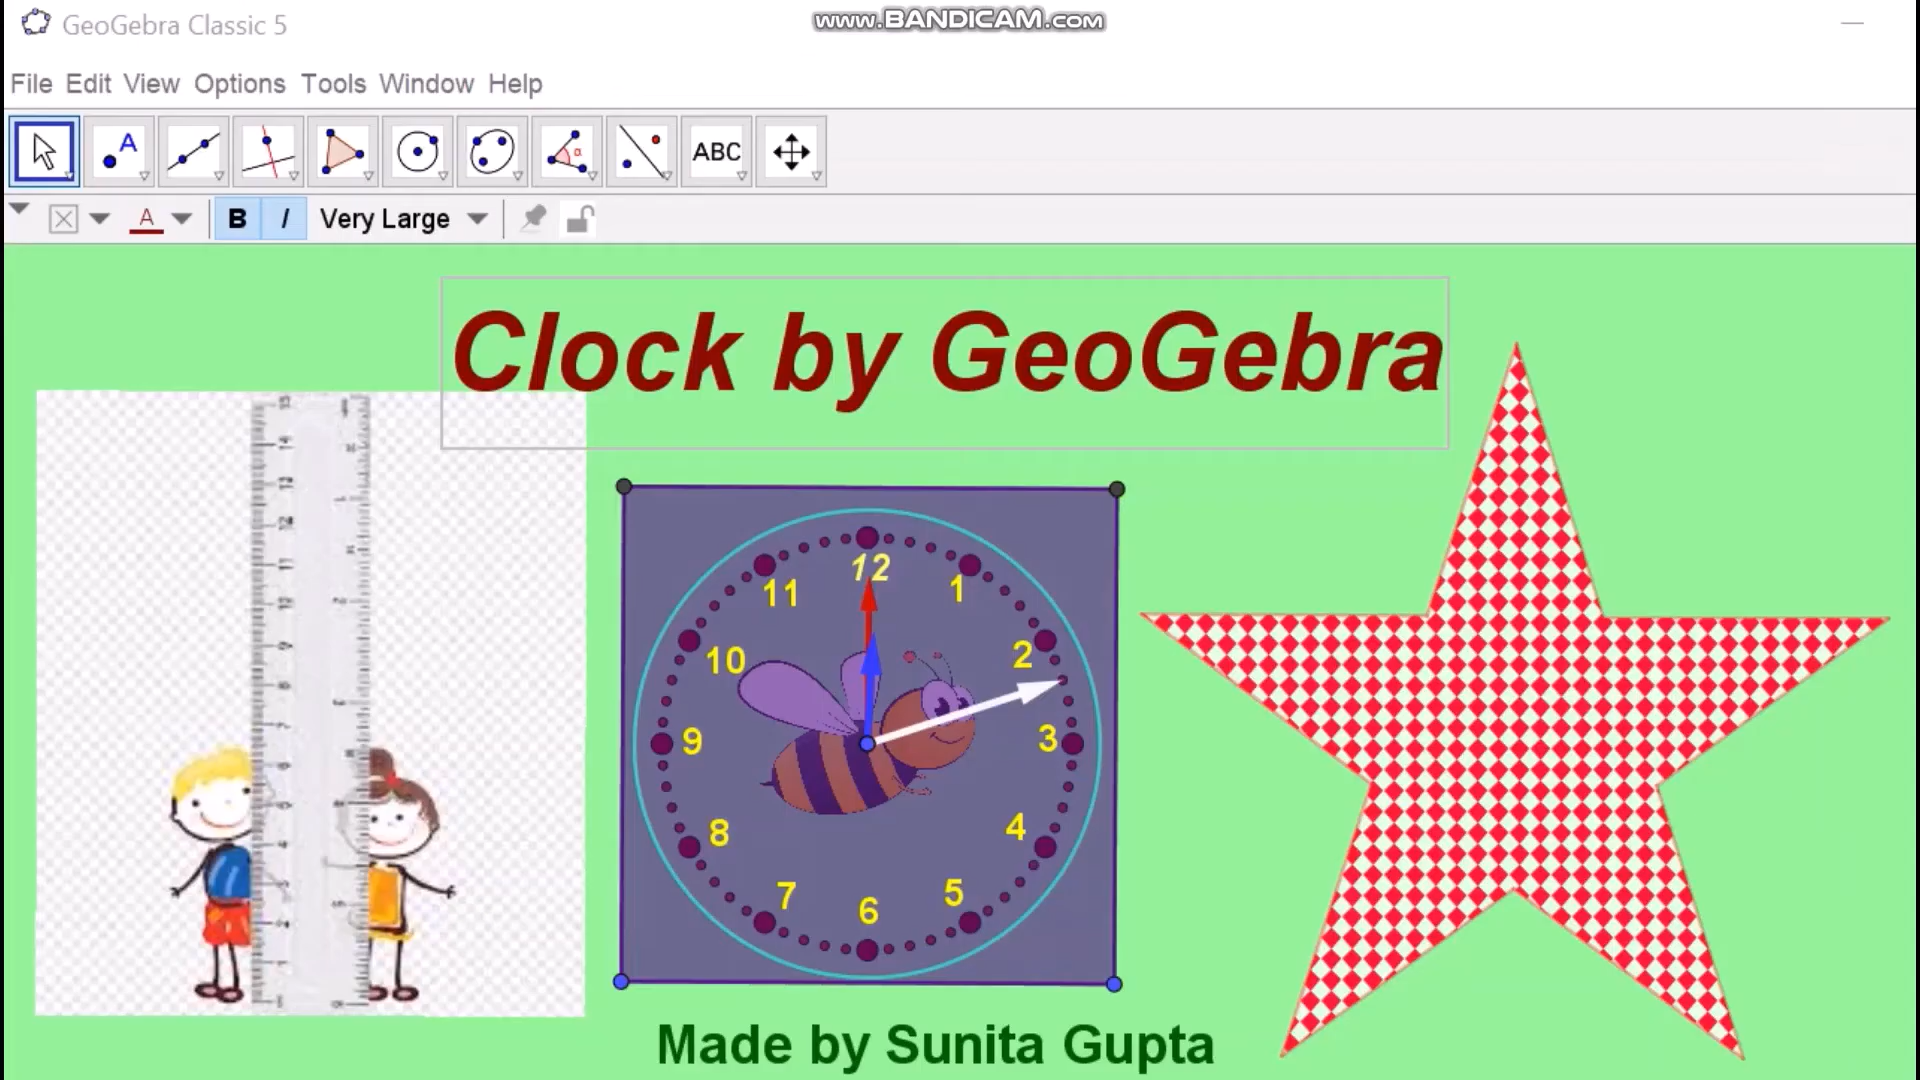 GeoGebra Classic 5
www.BANDICAM.com
File Edit View Options Tools Window Help
A
α
ABC
A B I Very Large
Clock by GeoGebra
12
11 1
10 2
9 3
8 4
7 5
6
Made by Sunita Gupta